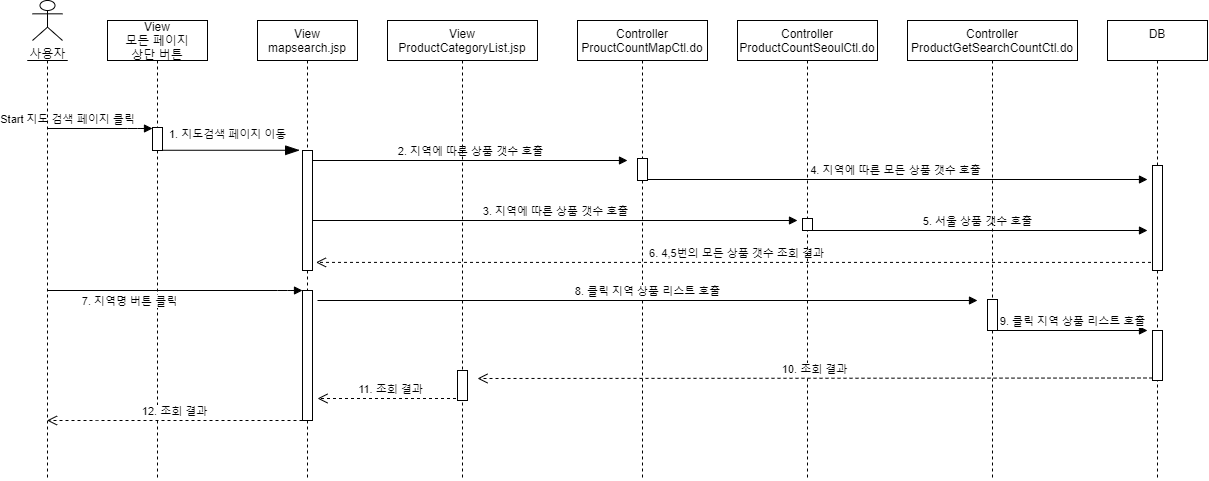 사용자
View
모든 페이지
상단 버튼
View
mapsearch.jsp
View
ProductCategoryList.jsp
Controller
ProuctCountMapCtl.do
Controller
ProductCountSeoulCtl.do
Controller
ProductGetSearchCountCtl.do
DB
Start 지도 검색 페이지 클릭
1. 지도검색 페이지 이동
2. 지역에 따른 상품 갯수 호출
4. 지역에 따른 모든 상품 갯수 호출
3. 지역에 따른 상품 갯수 호출
5. 서울 상품 갯수 호출
6. 4,5번의 모든 상품 갯수 조회 결과
7. 지역명 버튼 클릭
8. 클릭 지역 상품 리스트 호출
9. 클릭 지역 상품 리스트 호출
10. 조회 결과
11. 조회 결과
12. 조회 결과